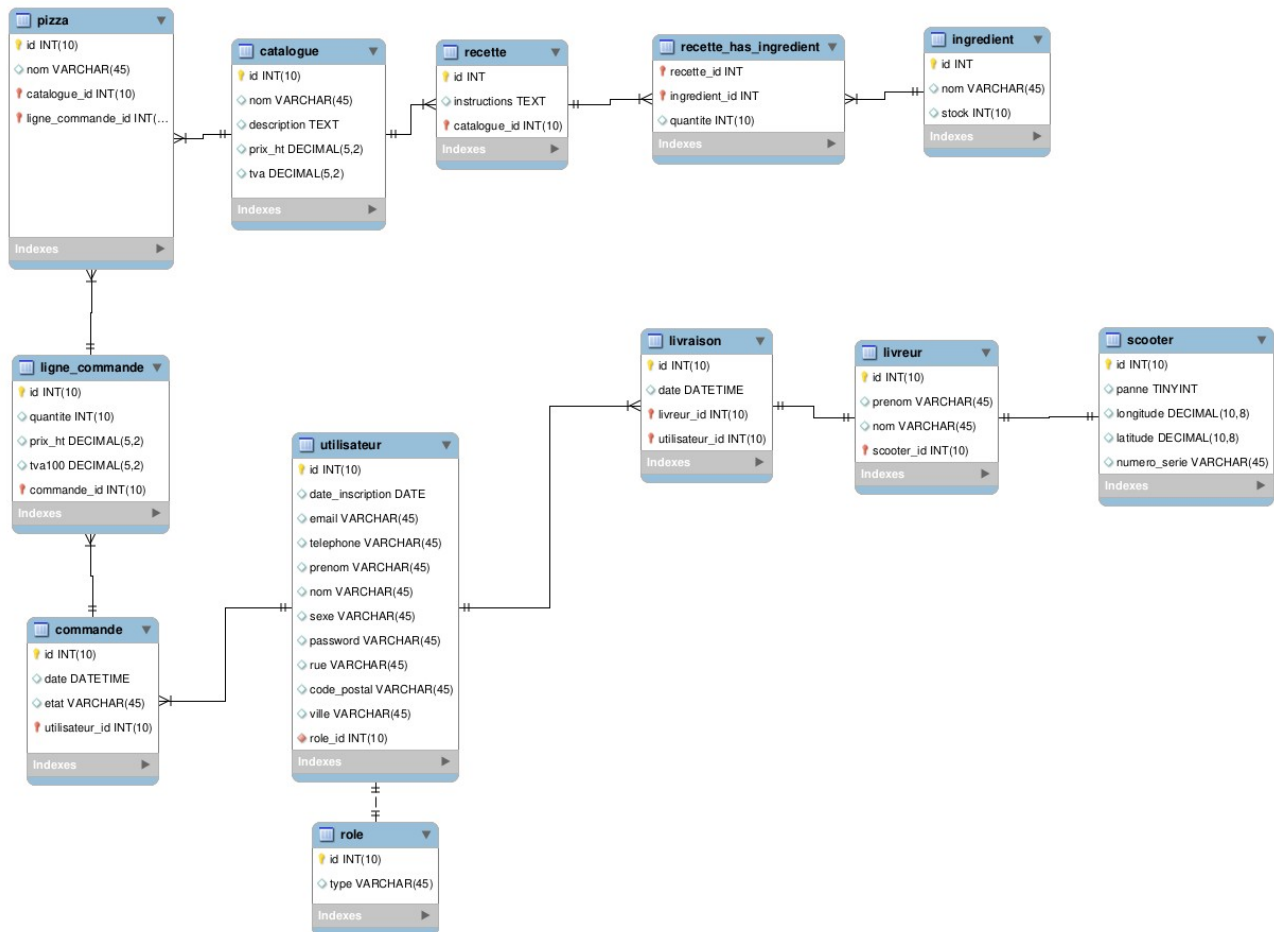 pizza
id INT(10)
nom VARCHAR(45)
catalogue_id INT(10)
ligne_commande_id INT(...
Indexes
catalogue
id INT(10)
nom VARCHAR(45)
description TEXT
prix_ht DECIMAL(5,2)
tva DECIMAL(5,2)
Indexes
recette
id INT
instructions TEXT
catalogue_id INT(10)
Indexes
recette_has_ingredient
recette_id INT
ingredient_id INT
quantite INT(10)
Indexes
ingredient
id INT
nom VARCHAR(45)
stock INT(10)
Indexes
ligne_commande
id INT(10)
quantite INT(10)
prix_ht DECIMAL(5,2)
tva100 DECIMAL(5,2)
commande_id INT(10)
Indexes
utilisateur
id INT(10)
date_inscription DATE
email VARCHAR(45)
telephone VARCHAR(45)
prenom VARCHAR(45)
nom VARCHAR(45)
sexe VARCHAR(45)
password VARCHAR(45)
rue VARCHAR(45)
code_postal VARCHAR(45)
ville VARCHAR(45)
role_id INT(10)
Indexes
livraison
id INT(10)
date DATETIME
livreur_id INT(10)
utilisateur_id INT(10)
Indexes
livreur
id INT(10)
prenom VARCHAR(45)
nom VARCHAR(45)
scooter_id INT(10)
Indexes
scooter
id INT(10)
panne TINYINT
longitude DECIMAL(10,8)
latitude DECIMAL(10,8)
numero_serie VARCHAR(45)
Indexes
commande
id INT(10)
date DATETIME
etat VARCHAR(45)
utilisateur_id INT(10)
Indexes
role
id INT(10)
type VARCHAR(45)
Indexes